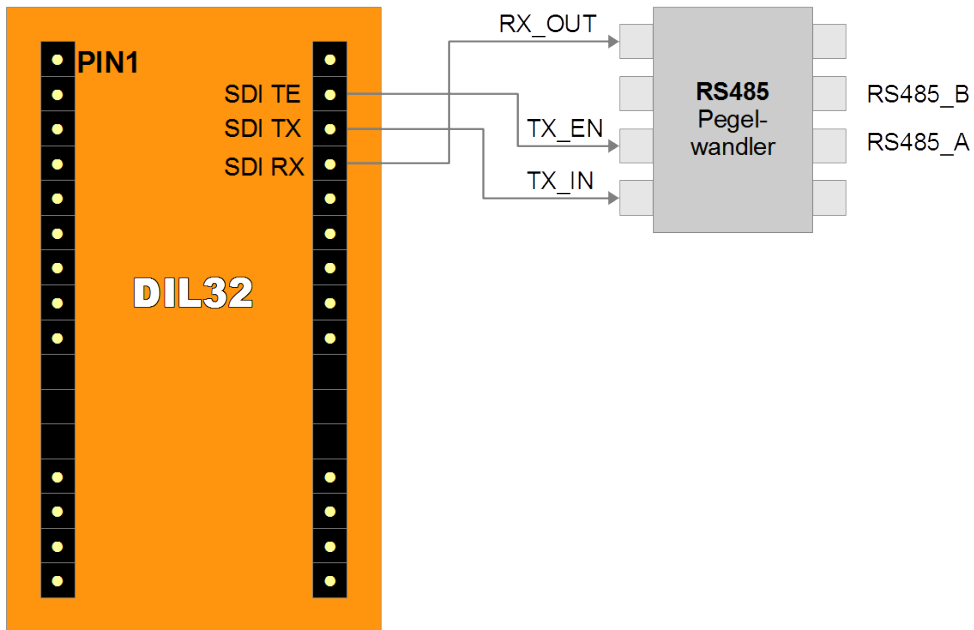 RX_OUT
PIN1
SDI TE
SDI TX
SDI RX
TX_EN
TX_IN
RS485
Pegel-
wandler
RS485_B
RS485_A
DIL32